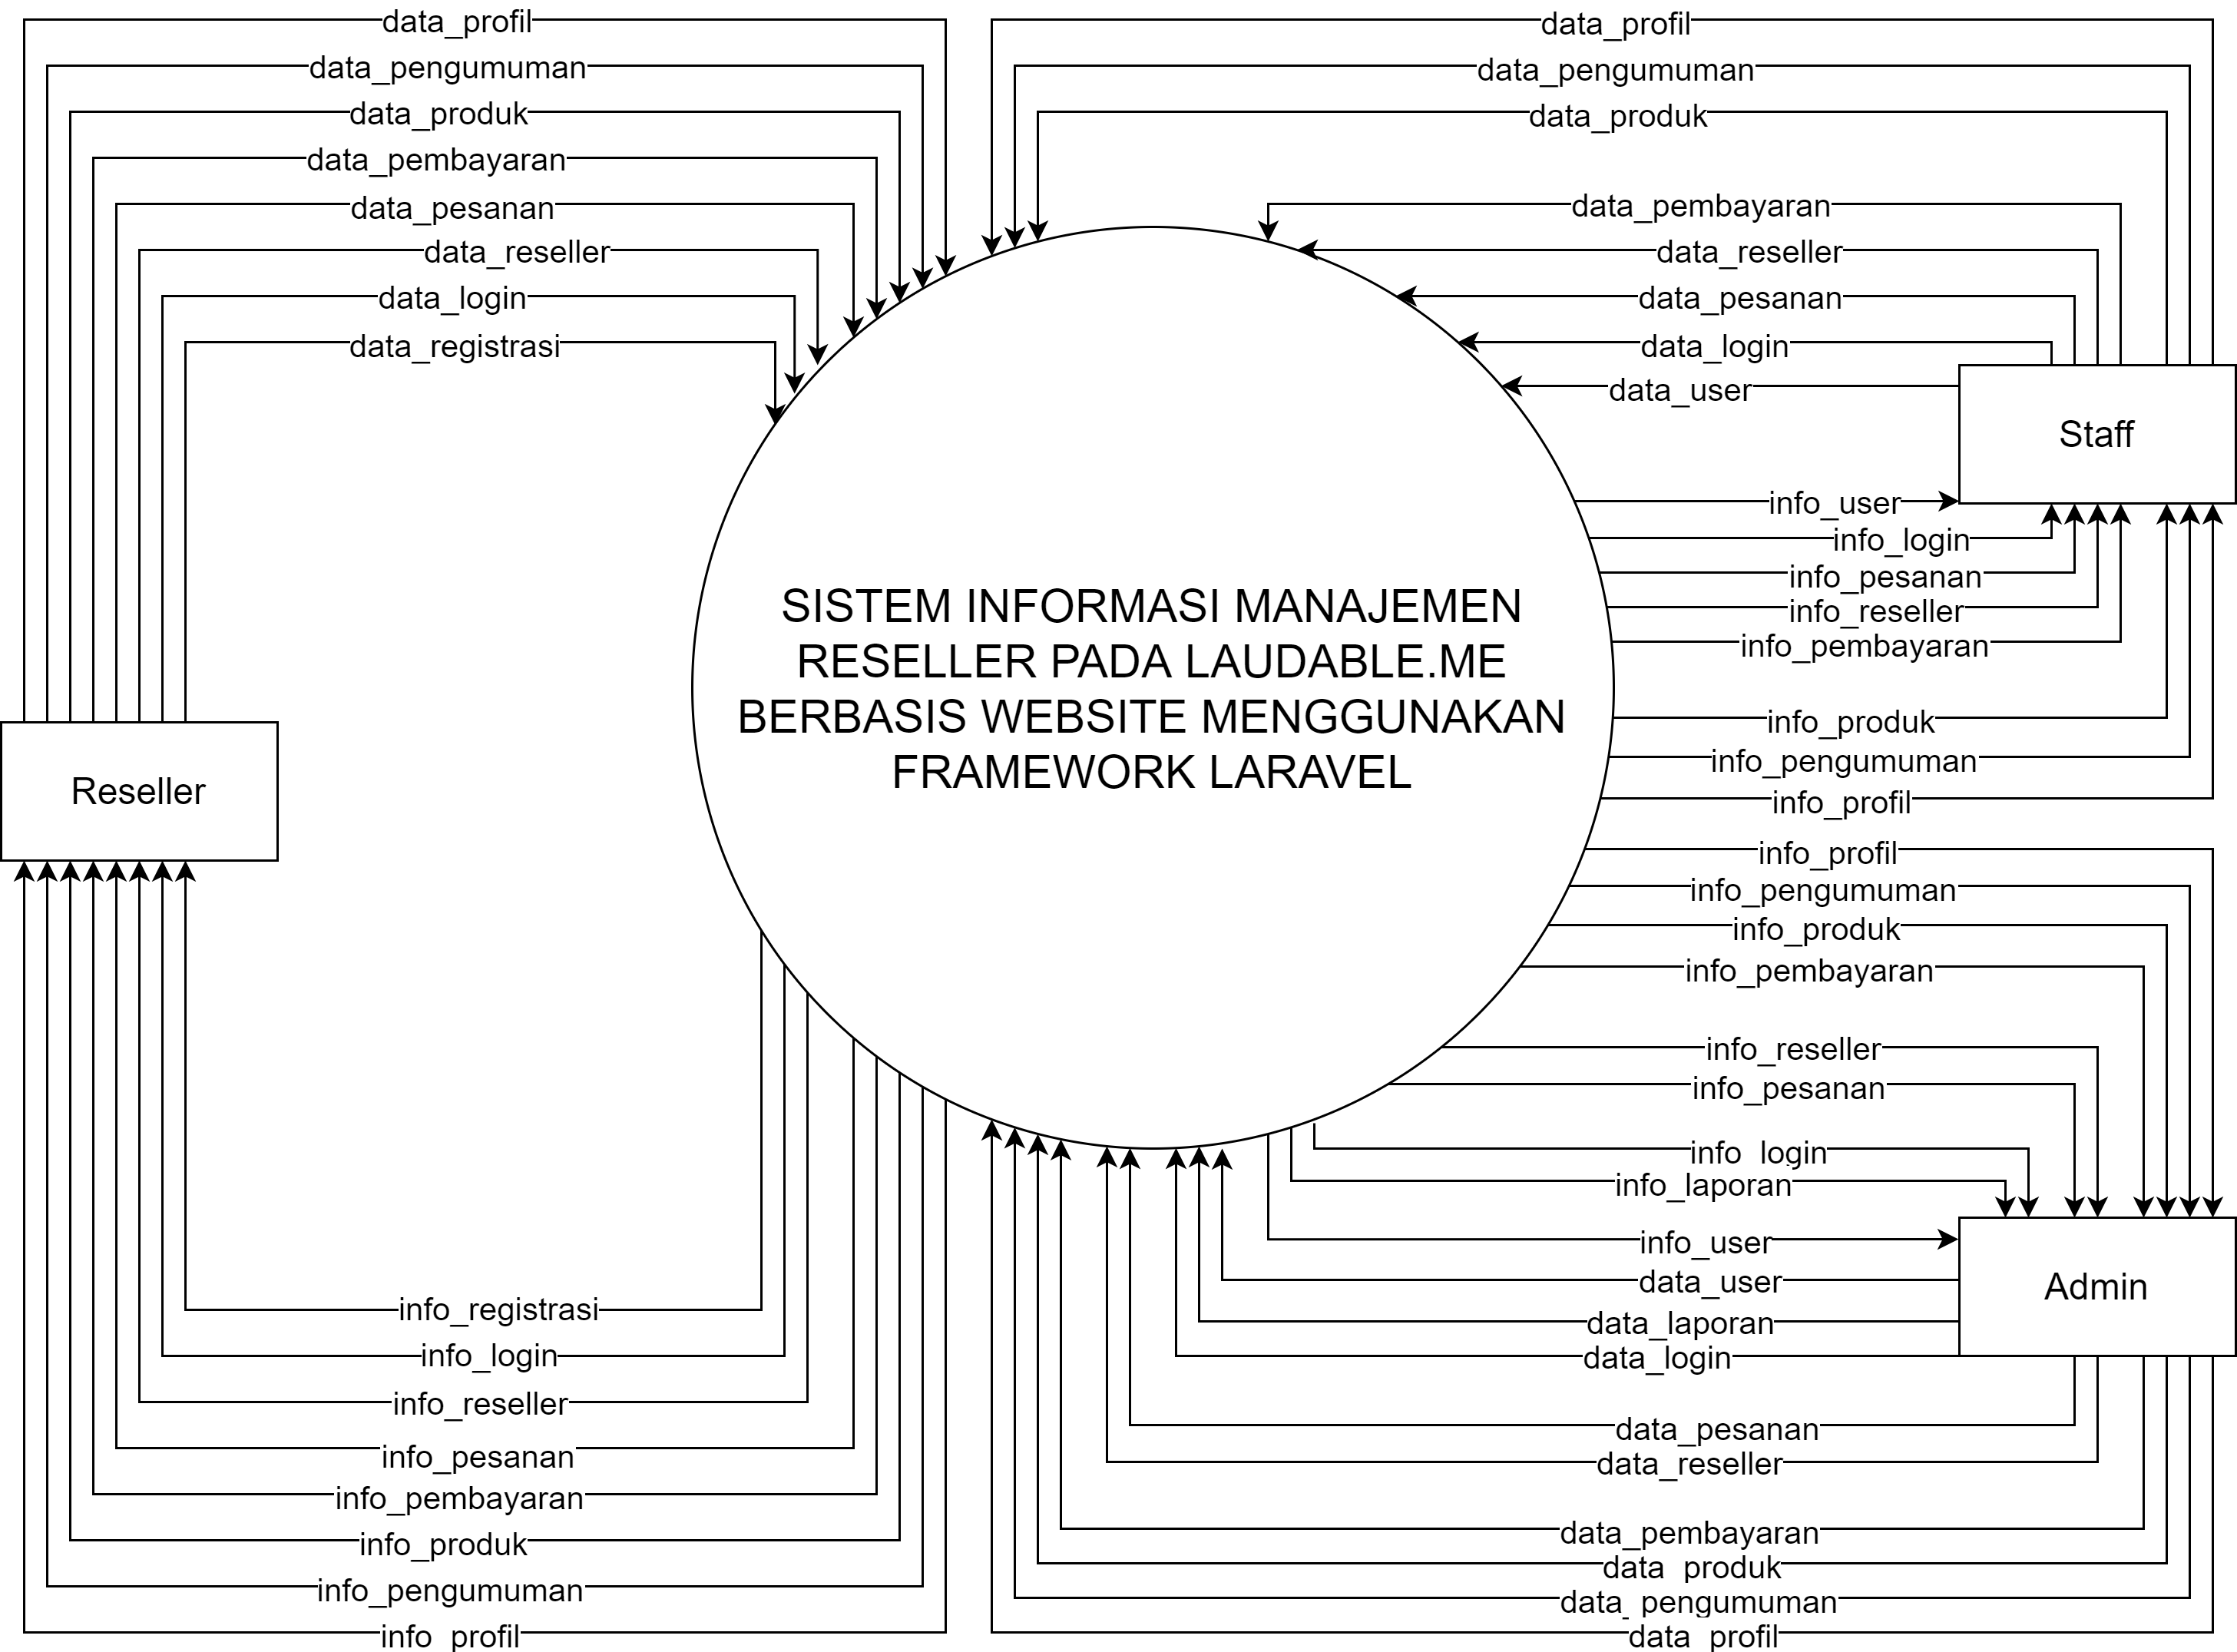 data_profil
data_pengumuman
data_produk
data_pembayaran
data_pesanan
data_reseller
data_login
data_registrasi
data_profil
data_pengumuman
data_produk
data_pembayaran
data_reseller
data_pesanan
data_login
data_user
Staff
info_user
info_login
info_pesanan
info_reseller
info_pembayaran
info_produk
info_pengumuman
info_profil
SISTEM INFORMASI MANAJEMEN
RESELLER PADA LAUDABLE.ME
BERBASIS WEBSITE MENGGUNAKAN
FRAMEWORK LARAVEL
Reseller
info_profil
info_pengumuman
info_produk
info_pembayaran
info_reseller
info_pesanan
info_login
info_laporan
info_user
data_user
data_laporan
data_login
Admin
data_pesanan
data_reseller
data_pembayaran
data_produk
data_pengumuman
data_profil
info_registrasi
info_login
info_reseller
info_pesanan
info_pembayaran
info_produk
info_pengumuman
info_profil